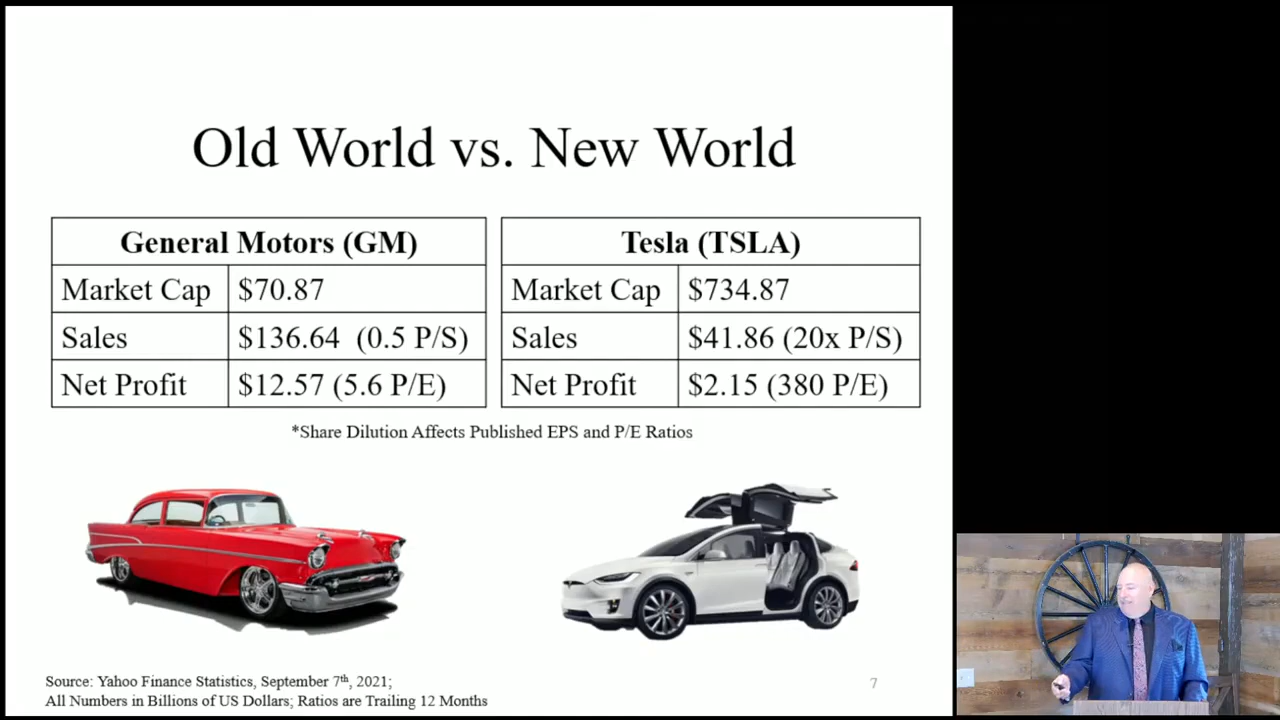 Old World vs. New World
General Motors (GM)
Market Cap $70.87
Sales $136.64 (0.5 P/S)
Net Profit $12.57 (5.6 P/E)
Tesla (TSLA)
Market Cap $734.87
Sales $41.86 (20x P/S)
Net Profit $2.15 (380 P/E)
*Share Dilution Affects Published EPS and P/E Ratios
Source: Yahoo Finance Statistics, September 7th, 2021;
All Numbers in Billions of US Dollars; Ratios are Trailing 12 Months
7